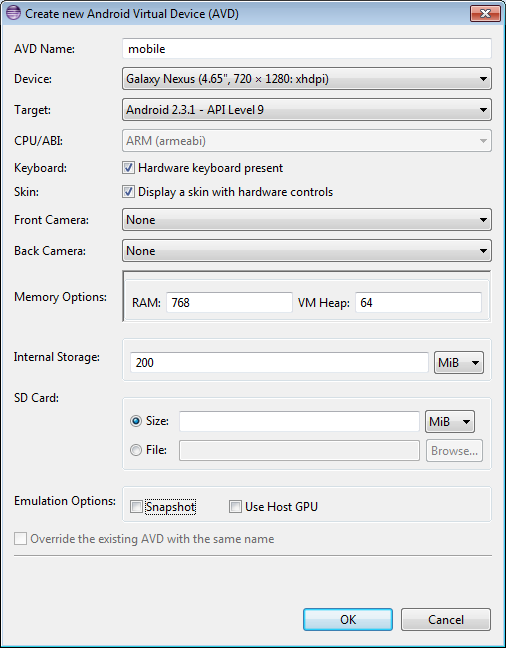 Create new Android Virtual Device (AVD)
AVD Name: mobile
Device: Galaxy Nexus (4.65", 720 × 1280: xhdpi)
Target: Android 2.3.1 - API Level 9
CPU/ABI: ARM (armeabi)
Keyboard: Hardware keyboard present
Skin: Display a skin with hardware controls
Front Camera: None
Back Camera: None
Memory Options: RAM: 768 VM Heap: 64
Internal Storage: 200 MiB
SD Card:
Size: MiB
File: Browse...
Emulation Options: Snapshot Use Host GPU
Override the existing AVD with the same name
OK Cancel